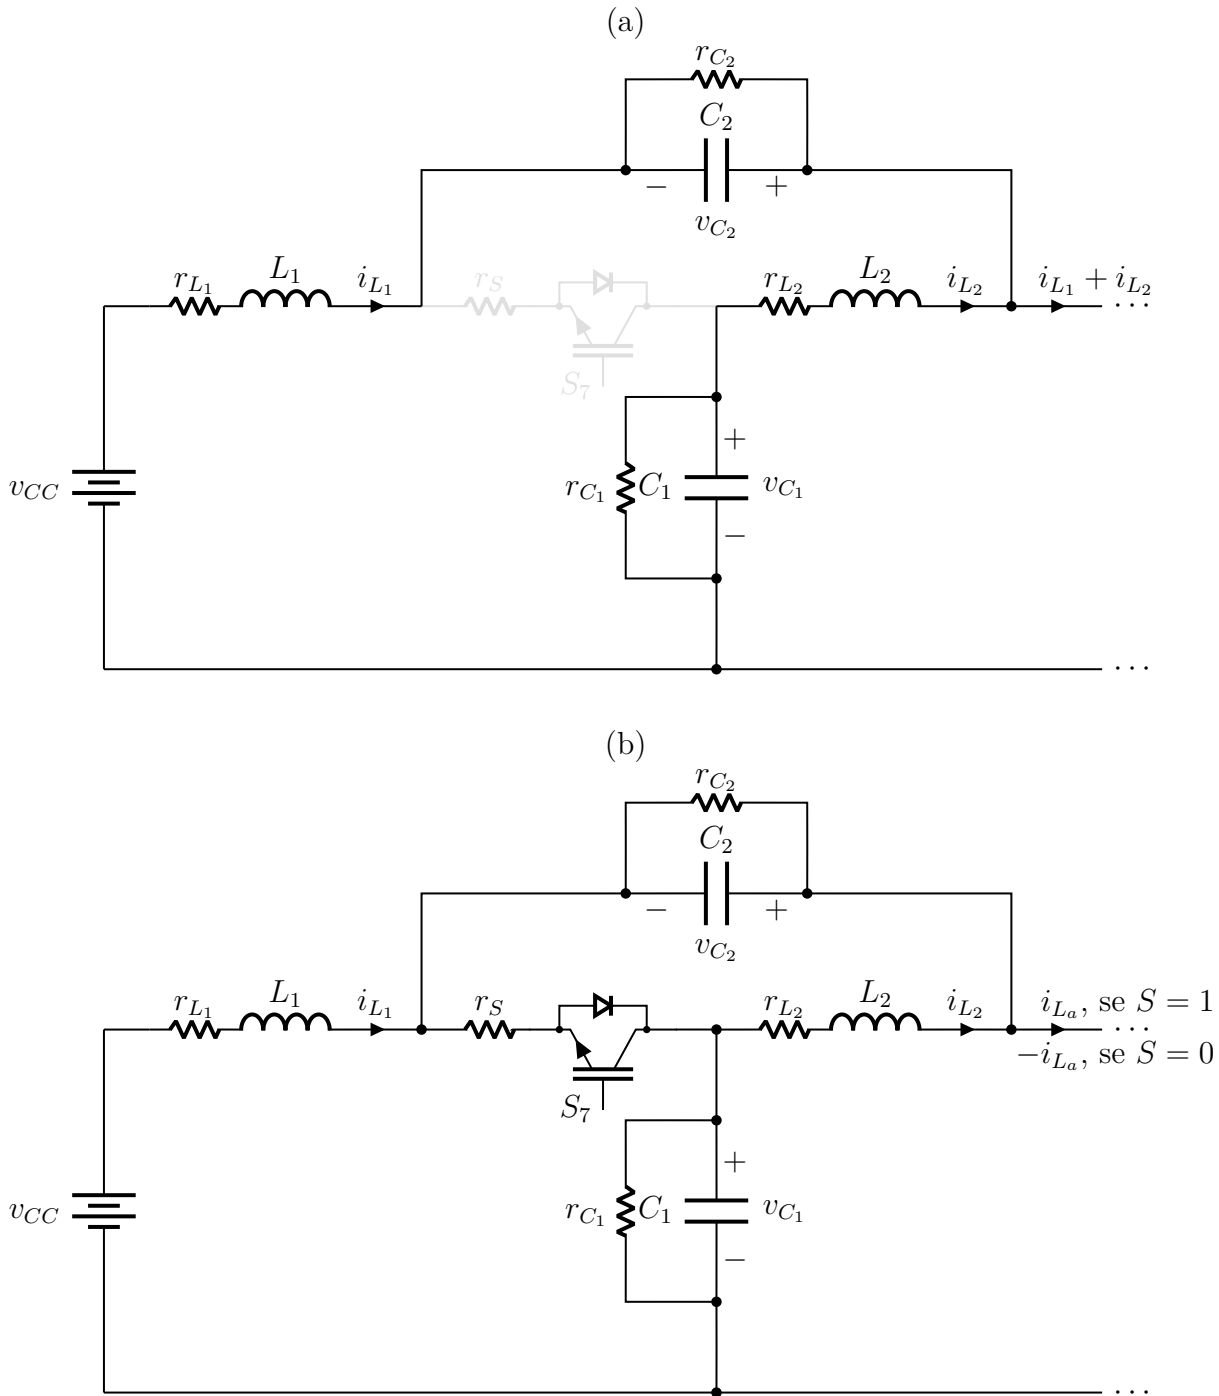 (a)
r_{C_2}
C_2
− +
v_{C_2}
r_{L_1} L_1 i_{L_1} r_S r_{L_2} L_2 i_{L_2} i_{L_1} + i_{L_2}
· · ·
S_7
+
v_{CC} r_{C_1} C_1 v_{C_1}
−
· · ·
(b)
r_{C_2}
C_2
− +
v_{C_2}
r_{L_1} L_1 i_{L_1} r_S r_{L_2} L_2 i_{L_2} i_{L_a}, se S = 1
· · ·
−i_{L_a}, se S = 0
S_7
+
v_{CC} r_{C_1} C_1 v_{C_1}
−
· · ·